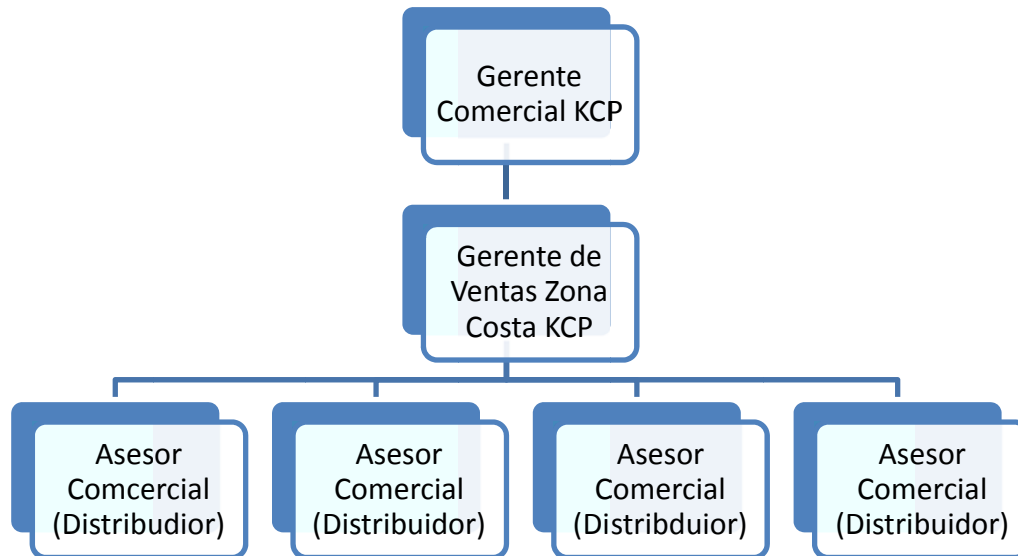 Gerente
Comercial KCP
Gerente de
Ventas Zona
Costa KCP
Asesor
Comcercial
(Distribudior)
Asesor
Comercial
(Distribuidor)
Asesor
Comercial
(Distribduior)
Asesor
Comercial
(Distribuidor)